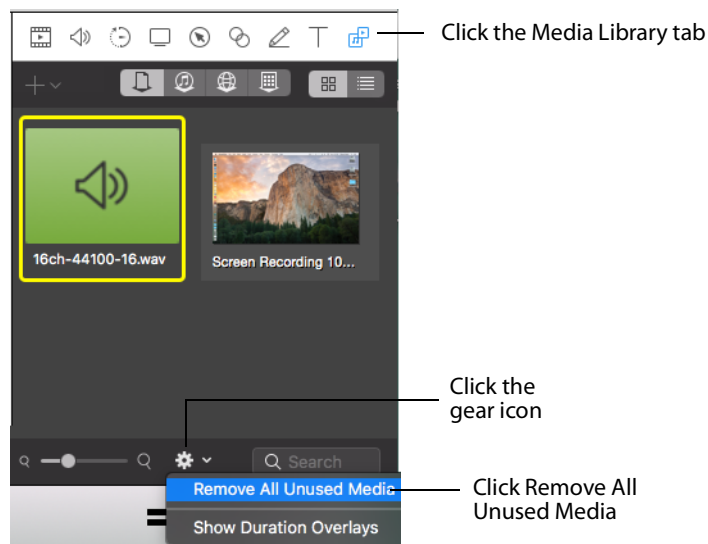 Click the Media Library tab
16ch-44100-16.wav
Screen Recording 10...
Click the
gear icon
Search
Remove All Unused Media
Click Remove All
Unused Media
Show Duration Overlays